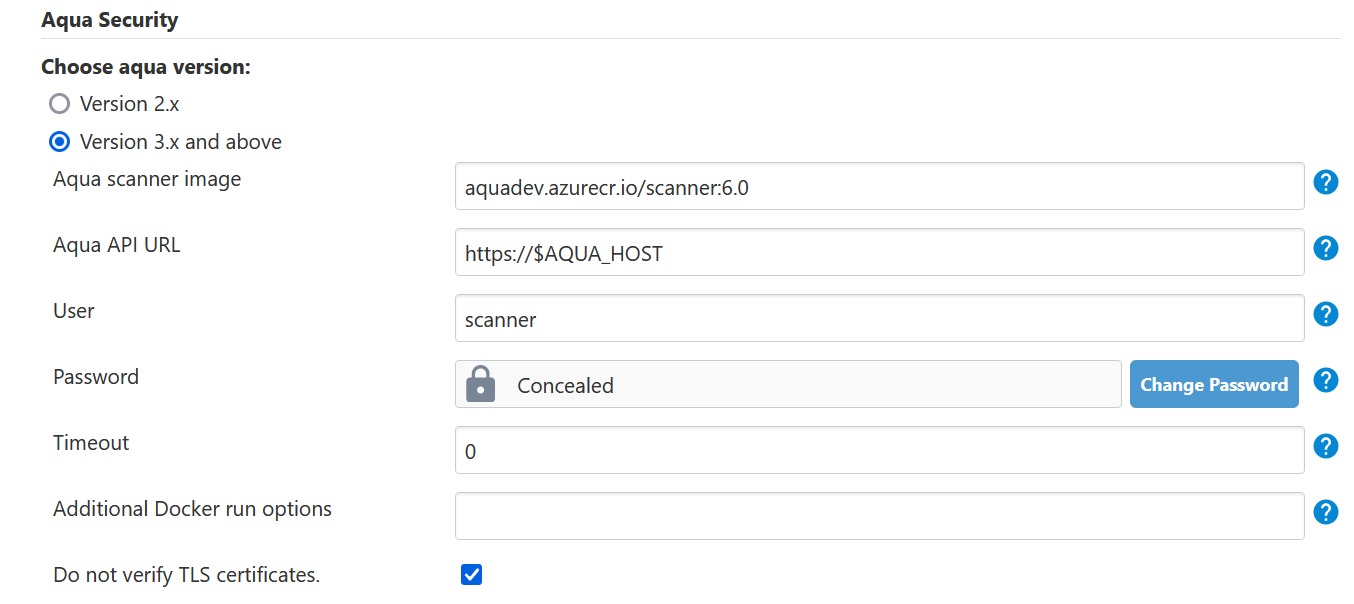 Aqua Security
Choose aqua version:
Version 2.x
Version 3.x and above
Aqua scanner image
aquadev.azurecr.io/scanner:6.0
?
Aqua API URL
https://$AQUA_HOST
?
User
scanner
?
Password
Concealed
Change Password
?
Timeout
0
?
Additional Docker run options
?
Do not verify TLS certificates.